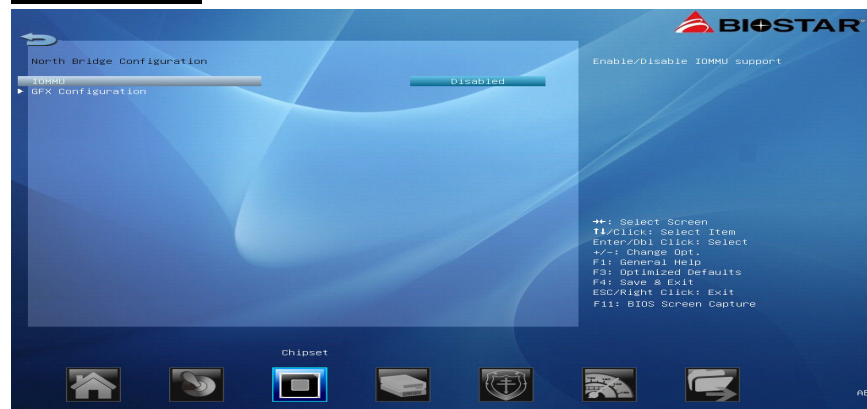 BIOSTAR
North Bridge Configuration
IOMMU
Disabled
GFX Configuration
Enable/Disable IOMMU support
→←: Select Screen
↑↓/Click: Select Item
Enter/Dbl Click: Select
+/-: Change Opt.
F1: General Help
F3: Optimized Defaults
F4: Save & Exit
ESC/Right Click: Exit
F11: BIOS Screen Capture
Chipset